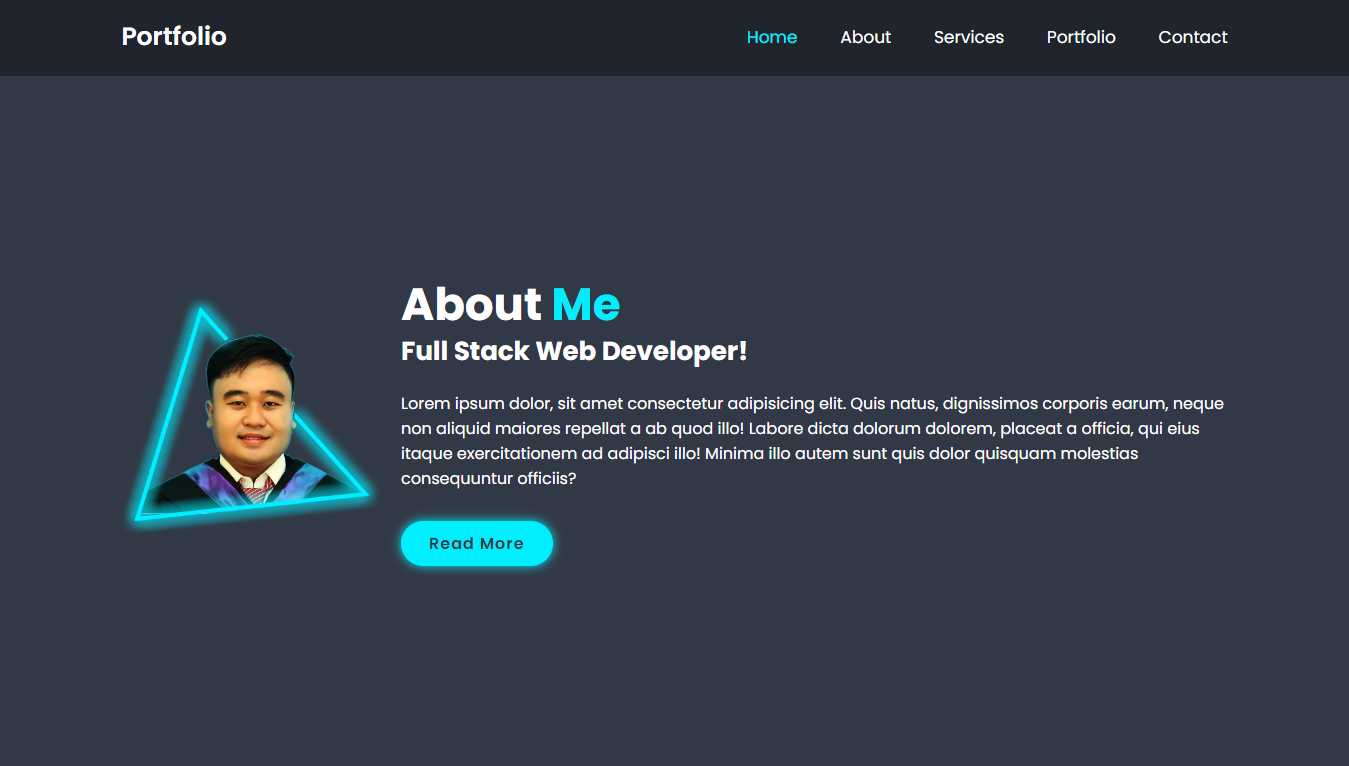 Portfolio
Home
About
Services
Portfolio
Contact
About Me
Full Stack Web Developer!
Lorem ipsum dolor, sit amet consectetur adipisicing elit. Quis natus, dignissimos corporis earum, neque
non aliquid maiores repellat a ab quod illo! Labore dicta dolorum dolorem, placeat a officia, qui eius
itaque exercitationem ad adipisci illo! Minima illo autem sunt quis dolor quisquam molestias
consequuntur officiis?
Read More